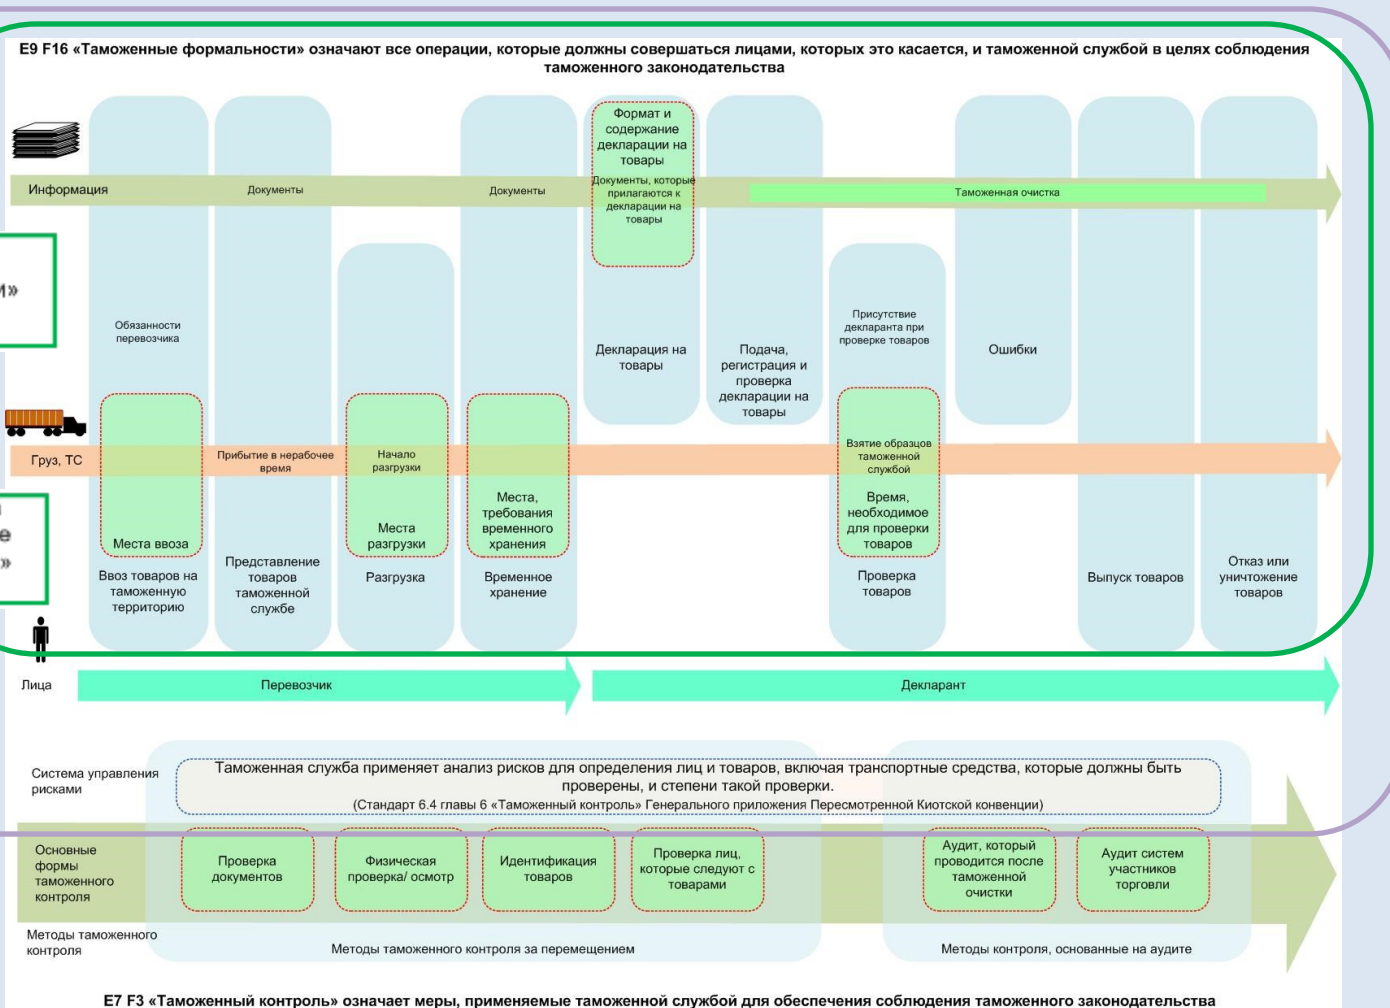 E9 F16 «Таможенные формальности» означают все операции, которые должны совершаться лицами, которых это касается, и таможенной службой в целях соблюдения
таможенного законодательства
Формат и
содержание
декларации на
товары
Информация
Документы
Документы
Документы, которые
прилагаются к
декларации на
товары
Таможенная очистка
Обязанности
перевозчика
Декларация на
товары
Подача,
регистрация и
проверка
декларации на
товары
Присутствие
декларанта при
проверке товаров
Ошибки
Груз, ТС
Прибытие в нерабочее
время
Начало
разгрузки
Взятие образцов
таможенной
службой
Места ввоза
Места
разгрузки
Места,
требования
временного
хранения
Время,
необходимое
для проверки
товаров
Ввоз товаров на
таможенную
территорию
Представление
товаров
таможенной
службе
Разгрузка
Временное
хранение
Проверка
товаров
Выпуск товаров
Отказ или
уничтожение
товаров
Лица
Перевозчик
Декларант
Система управления
рисками
Таможенная служба применяет анализ рисков для определения лиц и товаров, включая транспортные средства, которые должны быть
проверены, и степени такой проверки.
(Стандарт 6.4 главы 6 «Таможенный контроль» Генерального приложения Пересмотренной Киотской конвенции)
Основные
формы
таможенного
контроля
Проверка
документов
Физическая
проверка/ осмотр
Идентификация
товаров
Проверка лиц,
которые следуют с
товарами
Аудит, который
проводится после
таможенной
очистки
Аудит систем
участников
торговли
Методы таможенного
контроля
Методы таможенного контроля за перемещением
Методы контроля, основанные на аудите
E7 F3 «Таможенный контроль» означает меры, применяемые таможенной службой для обеспечения соблюдения таможенного законодательства